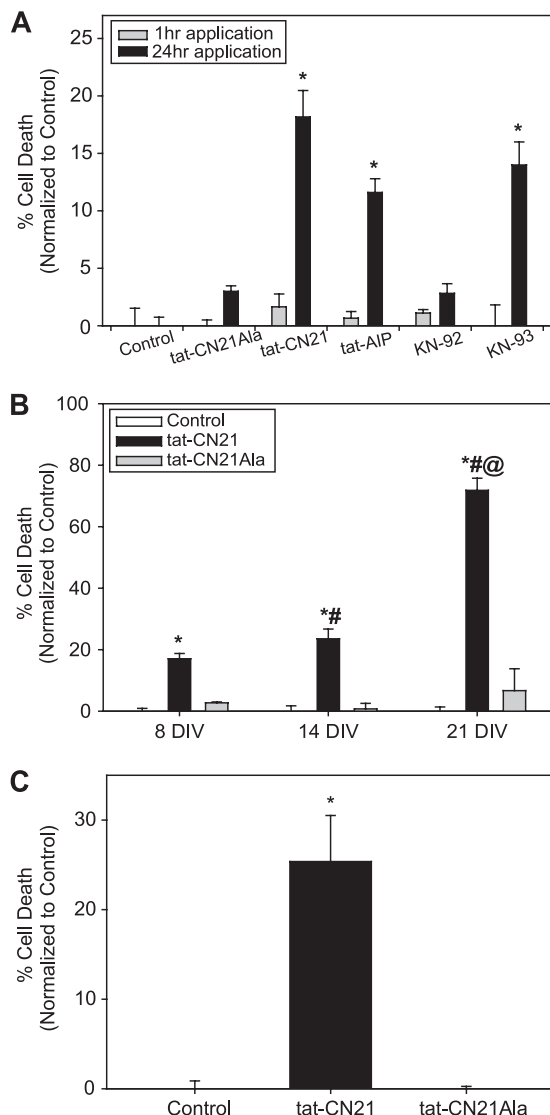 A
1hr application
24hr application
25
20
15
10
5
0
% Cell Death
(Normalized to Control)
*
*
*
Control
tat-CN21Ala
tat-CN21
tat-AIP
KN-92
KN-93
B
Control
tat-CN21
tat-CN21Ala
100
80
60
40
20
0
% Cell Death
(Normalized to Control)
*
*#
*#@
8 DIV
14 DIV
21 DIV
C
30
20
10
0
% Cell Death
(Normalized to Control)
*
Control
tat-CN21
tat-CN21Ala